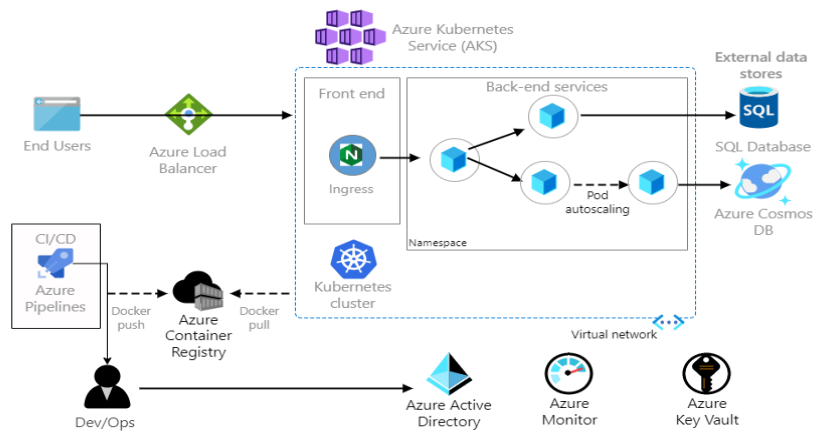 Azure Kubernetes
Service (AKS)
External data
stores
Front end
Back-end services
SQL
End Users
Azure Load
Balancer
N
Ingress
SQL Database
Pod
autoscaling
Azure Cosmos
DB
Namespace
CI/CD
Azure
Pipelines
Docker
push
Azure
Container
Registry
Docker
pull
Kubernetes
cluster
Virtual network
Dev/Ops
Azure Active
Directory
Azure
Monitor
Azure
Key Vault